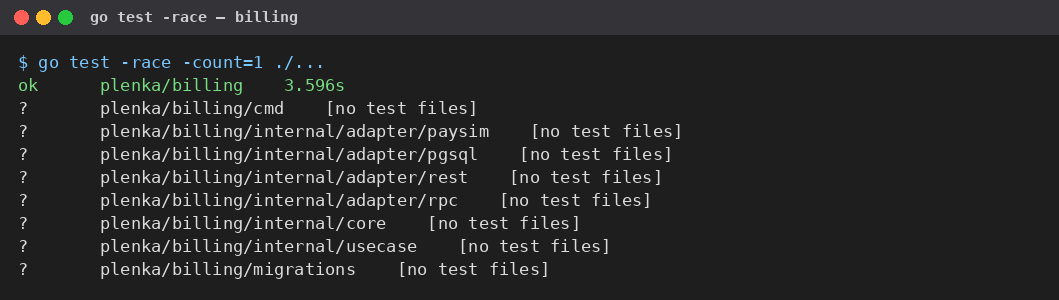 go test -race — billing
$ go test -race -count=1 ./...
ok      plenka/billing    3.596s
?       plenka/billing/cmd    [no test files]
?       plenka/billing/internal/adapter/paysim    [no test files]
?       plenka/billing/internal/adapter/pgsql    [no test files]
?       plenka/billing/internal/adapter/rest    [no test files]
?       plenka/billing/internal/adapter/rpc    [no test files]
?       plenka/billing/internal/core    [no test files]
?       plenka/billing/internal/usecase    [no test files]
?       plenka/billing/migrations    [no test files]